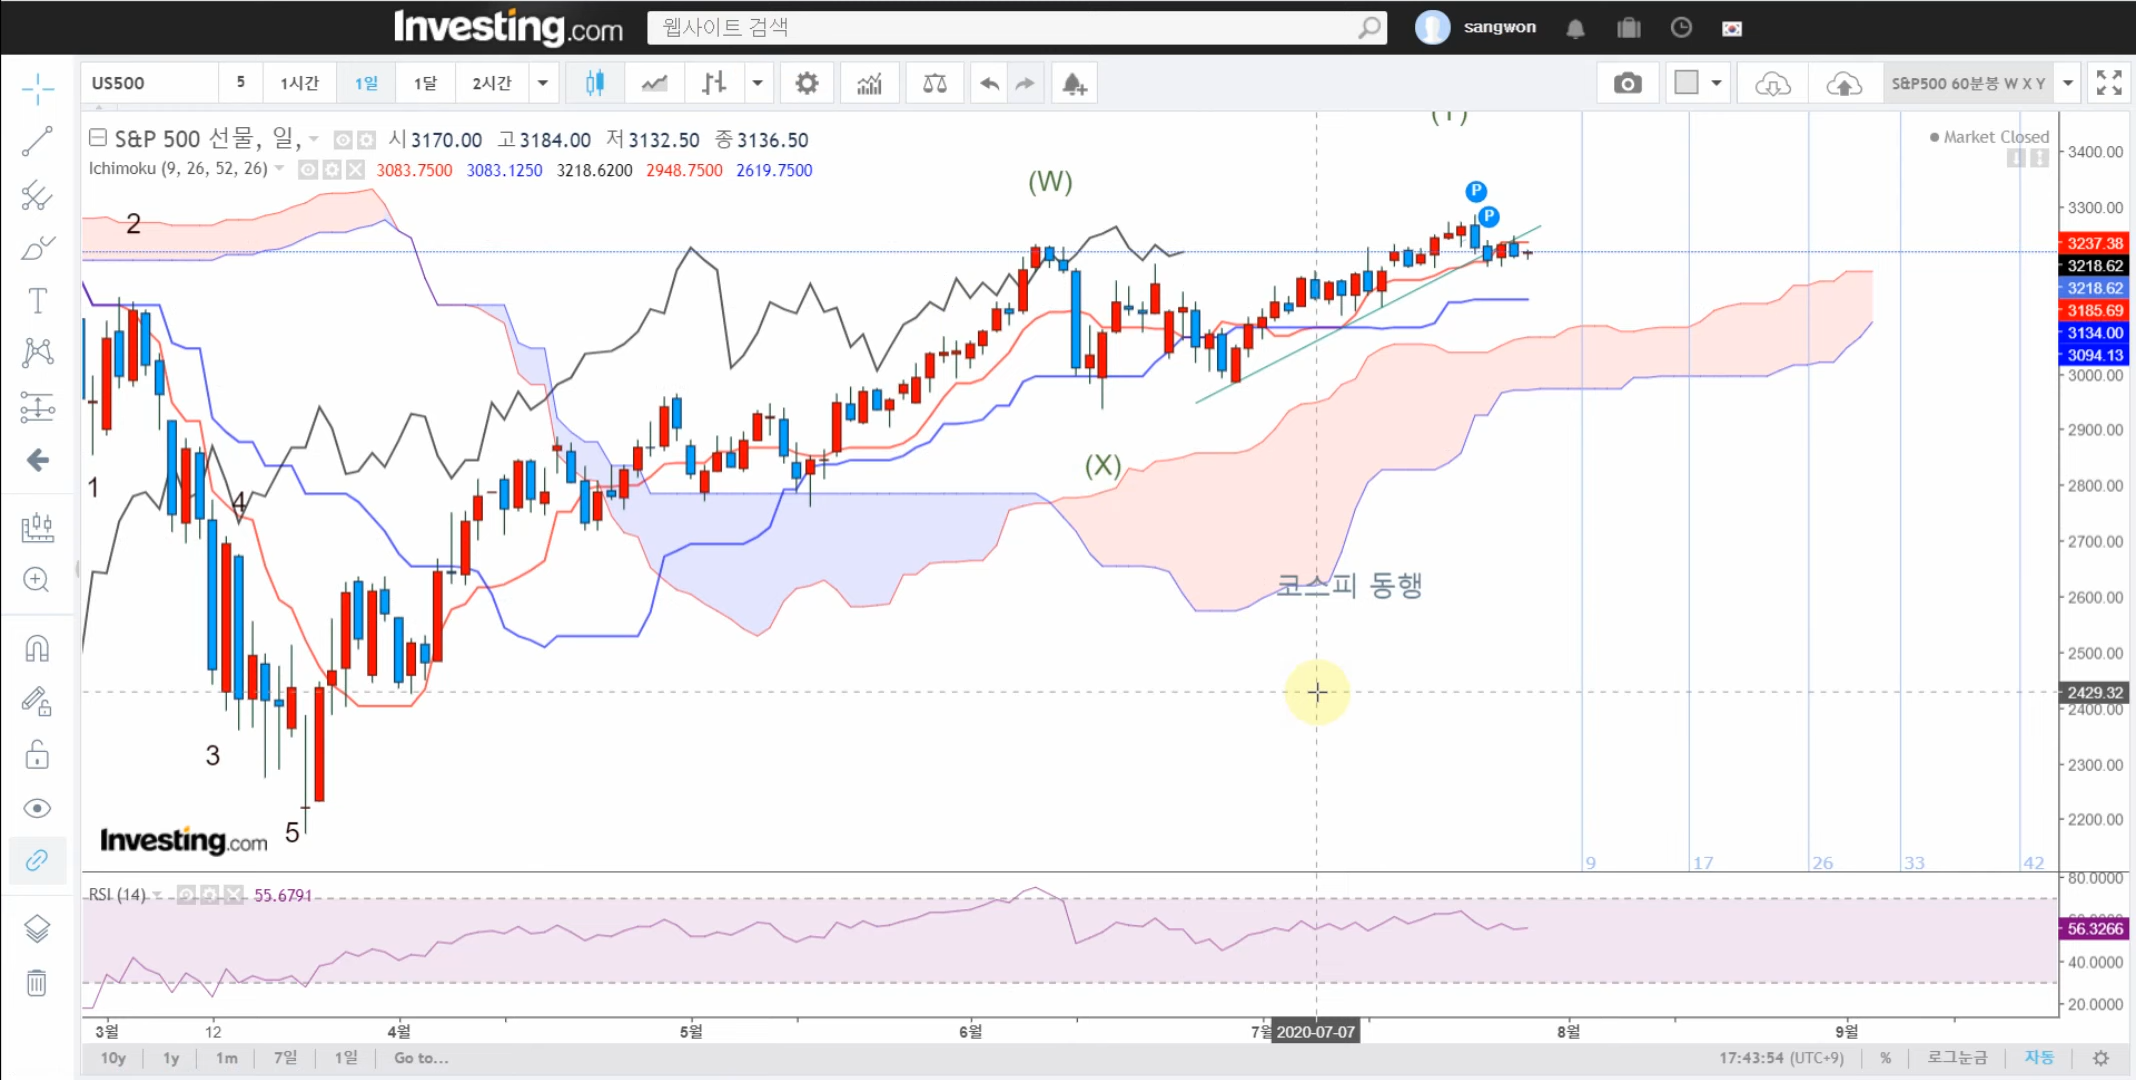 Investing.com 웹사이트 검색 sangwon
US500 5 1시간 1일 1달 2시간 S&P500 60분봉 W X Y
S&P 500 선물, 일, 시 3170.00 고 3184.00 저 3132.50 종 3136.50
Market Closed
Ichimoku (9, 26, 52, 26) 3083.7500 3083.1250 3218.6200 2948.7500 2619.7500
(Y)
(W)
P
P
2
1
4
(X)
코스피 동행
3
5
Investing.com
3400.00
3300.00
3237.38
3218.62
3218.62
3185.69
3134.00
3094.13
3000.00
2900.00
2800.00
2700.00
2600.00
2500.00
2429.32
2400.00
2300.00
2200.00
9 17 26 33 42
RSI (14) 55.6791
80.0000
56.3266
40.0000
20.0000
3월 12 4월 5월 6월 7월 2020-07-07 8월 9월
10y 1y 1m 7일 1일 Go to... 17:43:54 (UTC+9) % 로그눈금 자동